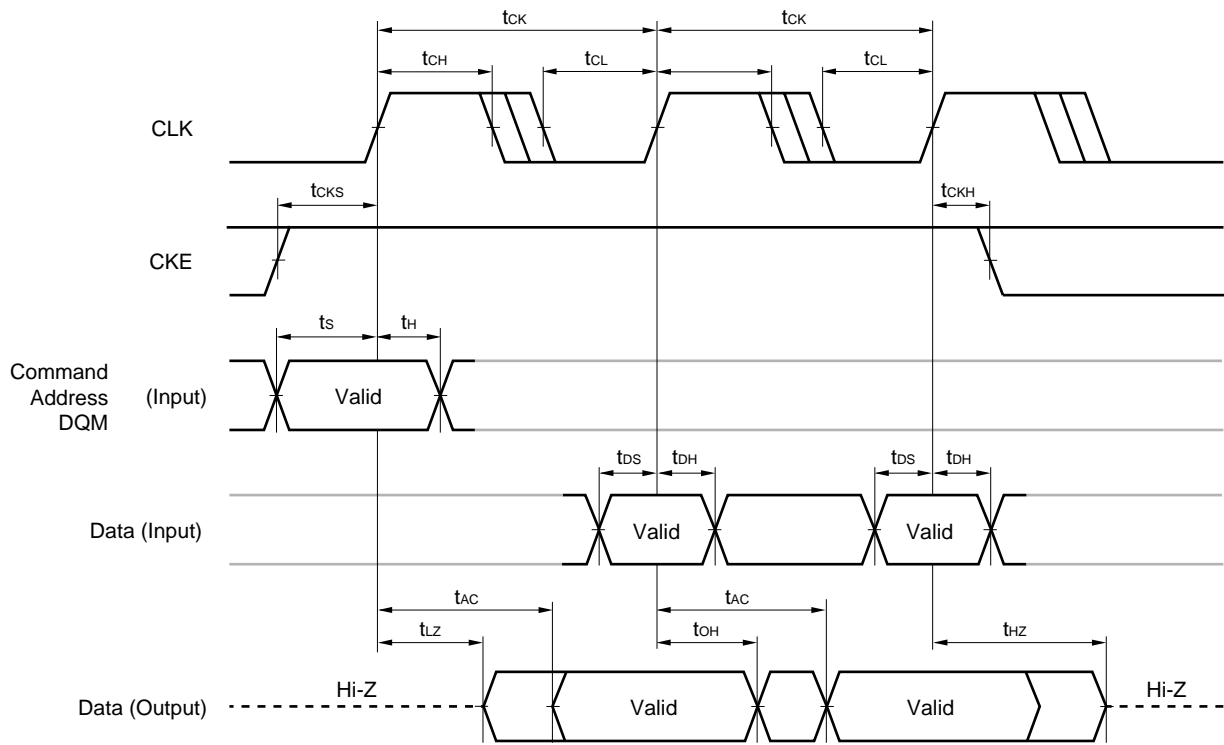 tCK tCK
tCH tCL tCL
CLK
tCKS tCKH
CKE
tS tH
Command
Address (Input) Valid
DQM
tDS tDH tDS tDH
Data (Input) Valid Valid
tAC tAC
tLZ tOH tHZ
Hi-Z Hi-Z
Data (Output) Valid Valid